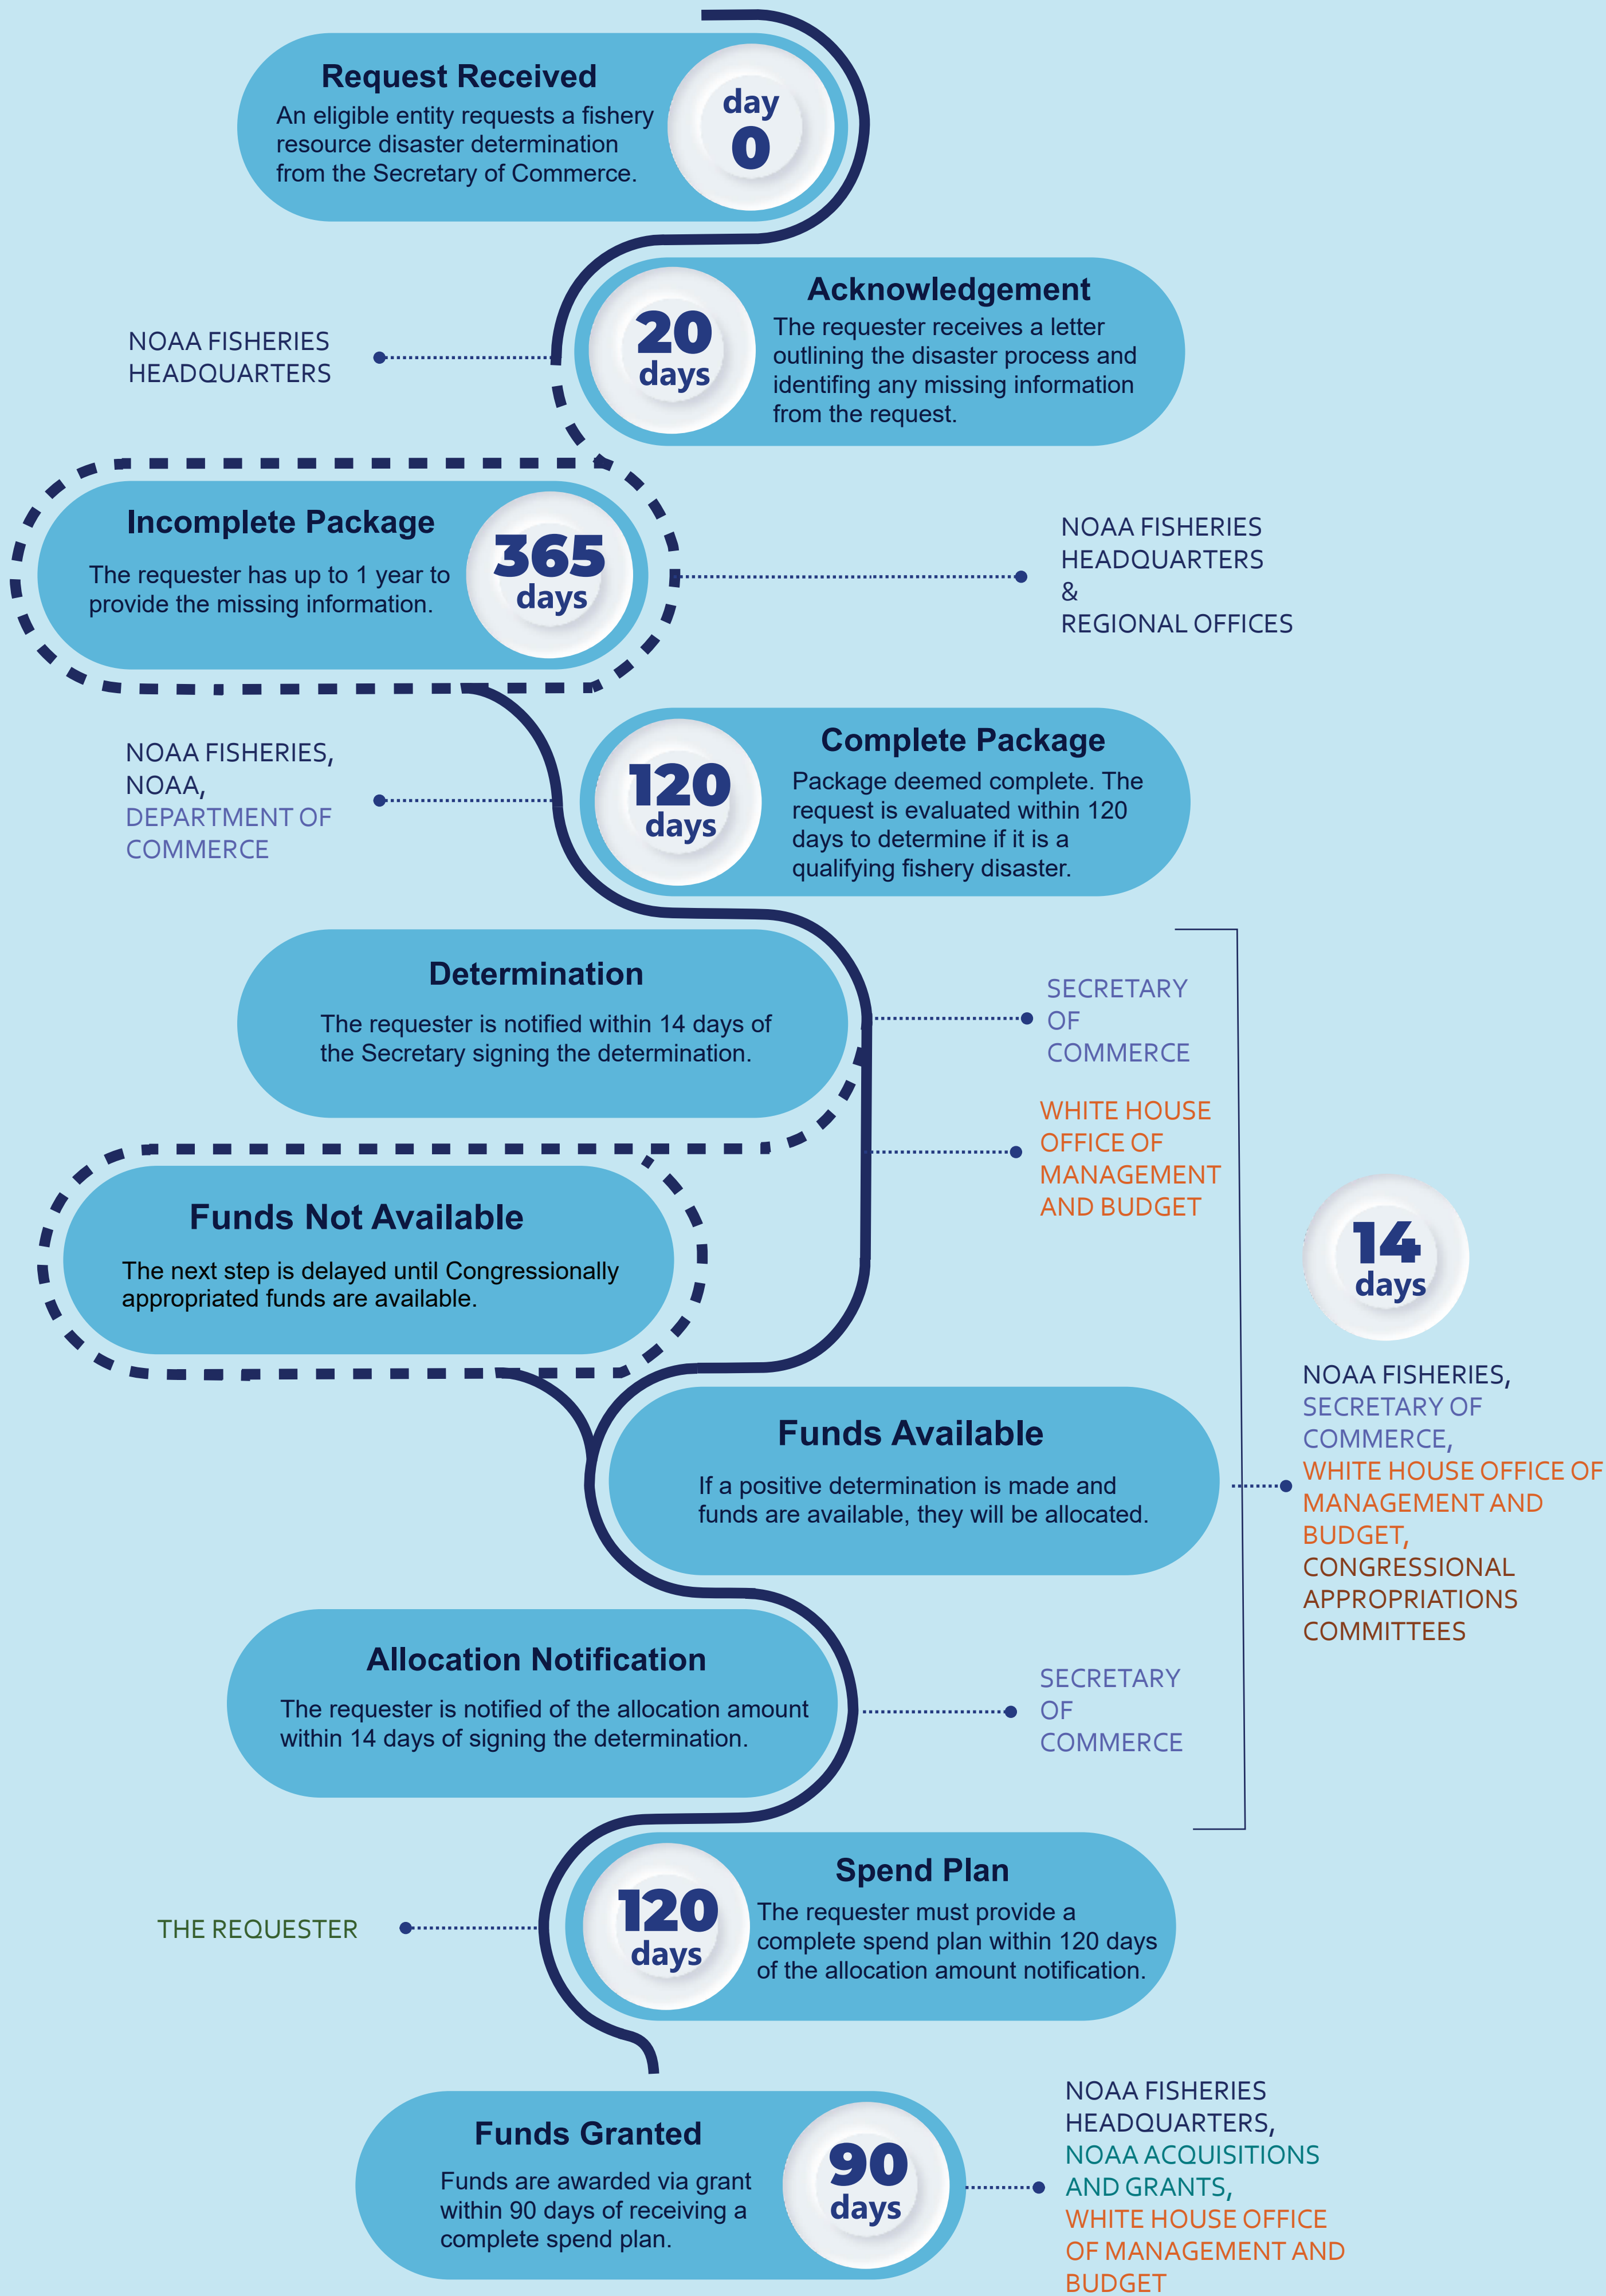 Request Received
An eligible entity requests a fishery
resource disaster determination
from the Secretary of Commerce.
day
0
NOAA FISHERIES
HEADQUARTERS
20
days
Acknowledgement
The requester receives a letter
outlining the disaster process and
identifing any missing information
from the request.
Incomplete Package
The requester has up to 1 year to
provide the missing information.
365
days
NOAA FISHERIES
HEADQUARTERS
&
REGIONAL OFFICES
NOAA FISHERIES,
NOAA,
DEPARTMENT OF
COMMERCE
120
days
Complete Package
Package deemed complete. The
request is evaluated within 120
days to determine if it is a
qualifying fishery disaster.
Determination
The requester is notified within 14 days of
the Secretary signing the determination.
SECRETARY
OF
COMMERCE
WHITE HOUSE
OFFICE OF
MANAGEMENT
AND BUDGET
Funds Not Available
The next step is delayed until Congressionally
appropriated funds are available.
14
days
NOAA FISHERIES,
SECRETARY OF
COMMERCE,
WHITE HOUSE OFFICE OF
MANAGEMENT AND
BUDGET,
CONGRESSIONAL
APPROPRIATIONS
COMMITTEES
Funds Available
If a positive determination is made and
funds are available, they will be allocated.
Allocation Notification
The requester is notified of the allocation amount
within 14 days of signing the determination.
SECRETARY
OF
COMMERCE
THE REQUESTER
120
days
Spend Plan
The requester must provide a
complete spend plan within 120 days
of the allocation amount notification.
Funds Granted
Funds are awarded via grant
within 90 days of receiving a
complete spend plan.
90
days
NOAA FISHERIES
HEADQUARTERS,
NOAA ACQUISITIONS
AND GRANTS,
WHITE HOUSE OFFICE
OF MANAGEMENT AND
BUDGET